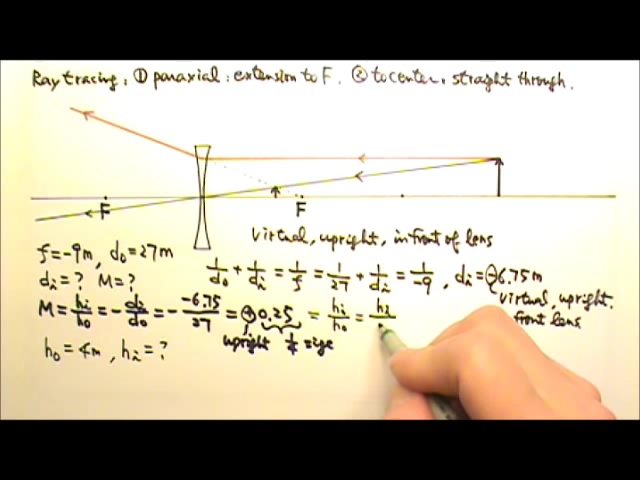 Ray tracing: ① paraxial: extension to F. ② to center, straight through.
F F
virtual, upright, in front of lens
f = -9m, do = 27m
di = ? M = ?
1/do + 1/di = 1/f = 1/27 + 1/di = 1/-9, di = -6.75m
virtual, upright.
front lens
M = hi/ho = -di/do = - -6.75/27 = +0.25 = hi/ho = hi/
upright 1/4 size
ho = 4m, hi = ?